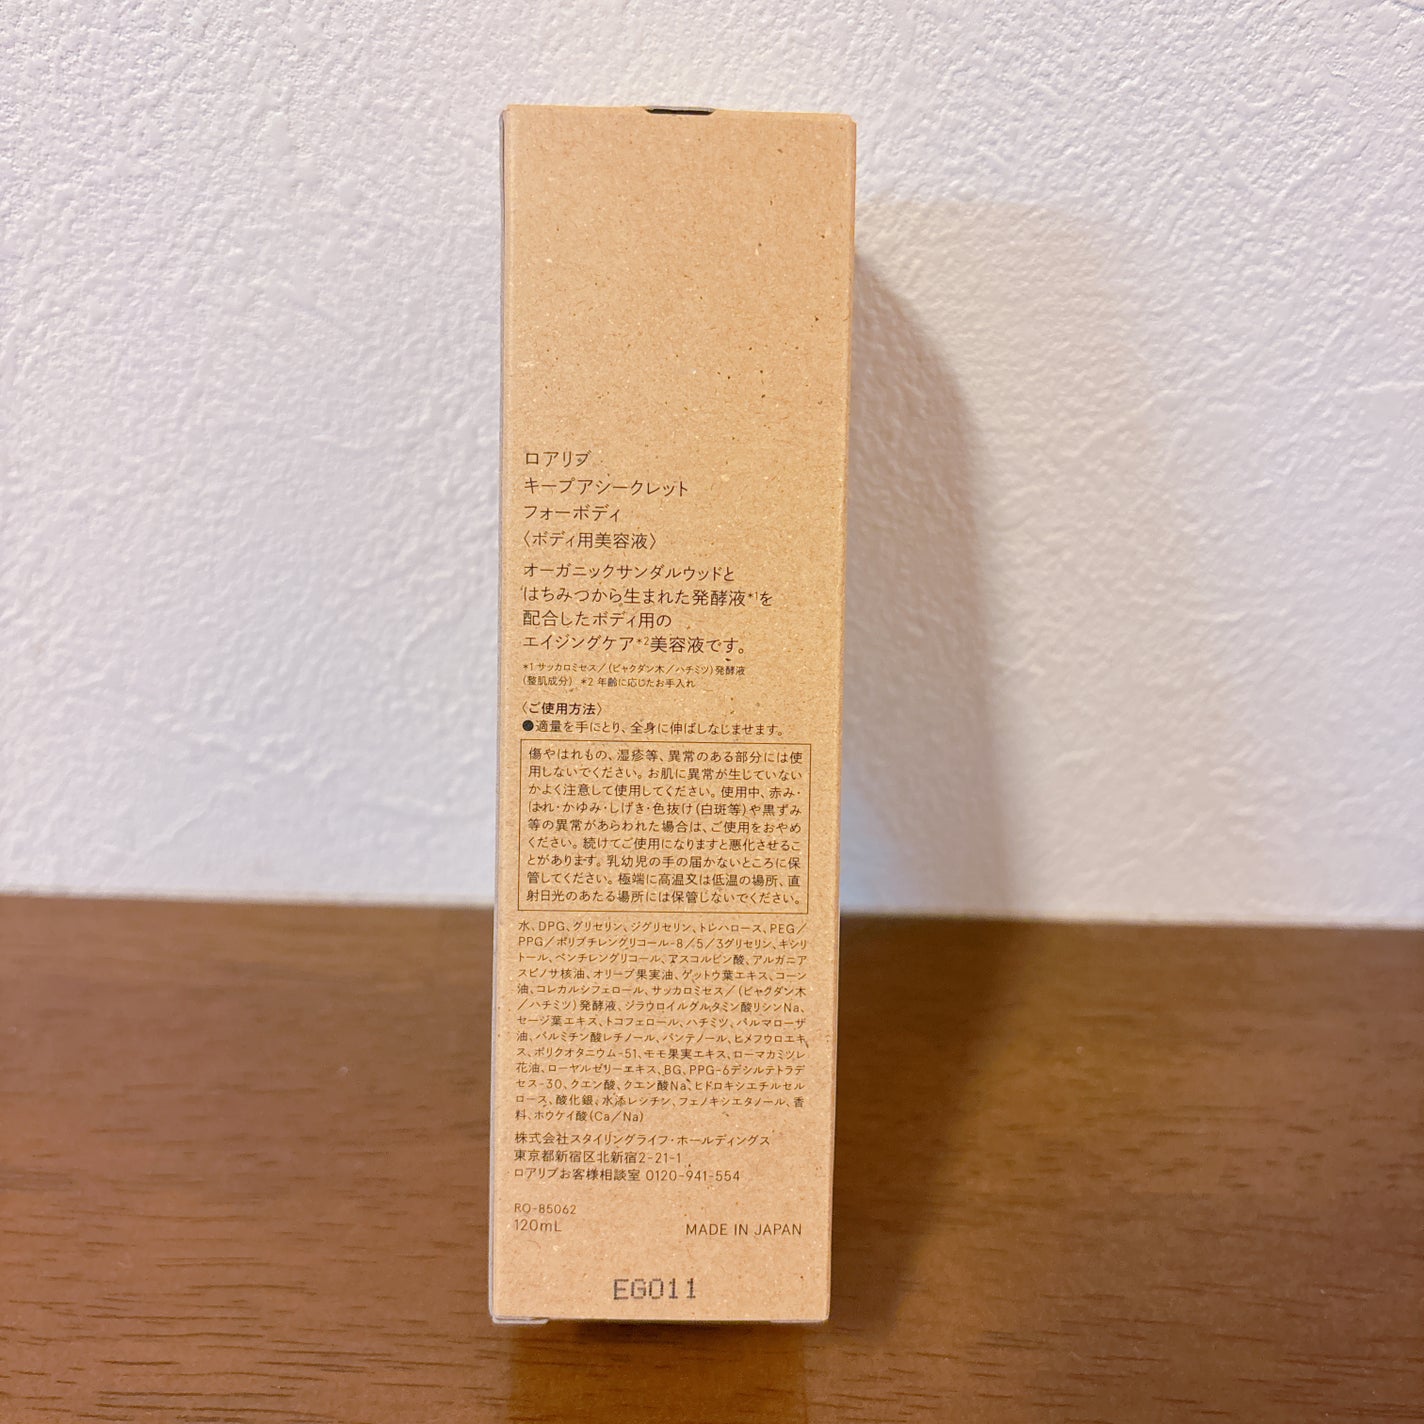 ロアリブ
キープアシークレット
フォーボディ
〈ボディ用美容液〉
オーガニックサンダルウッドと
はちみつから生まれた発酵液*1を
配合したボディ用の
エイジングケア*2美容液です。
*1 サッカロミセス／(ビャクダン木／ハチミツ)発酵液
(整肌成分) *2 年齢に応じたお手入れ
〈ご使用方法〉
●適量を手にとり、全身に伸ばしなじませます。
傷やはれもの、湿疹等、異常のある部分には使
用しないでください。お肌に異常が生じていない
かよく注意して使用してください。使用中、赤み・
はれ・かゆみ・しげき・色抜け(白斑等)や黒ずみ
等の異常があらわれた場合は、ご使用をおやめ
ください。続けてご使用になりますと悪化させるこ
とがあります。乳幼児の手の届かないところに保
管してください。極端に高温又は低温の場所、直
射日光のあたる場所には保管しないでください。
水、DPG、グリセリン、ジグリセリン、トレハロース、PEG／
PPG／ポリブチレングリコール-8／5／3グリセリン、キシリ
トール、ペンチレングリコール、アスコルビン酸、アルガニア
スピノサ核油、オリーブ果実油、ゲットウ葉エキス、コーン
油、コレカルシフェロール、サッカロミセス／(ビャクダン木
／ハチミツ)発酵液、ジラウロイルグルタミン酸リシンNa、
セージ葉エキス、トコフェロール、ハチミツ、パルマローザ
油、パルミチン酸レチノール、パンテノール、ヒメフウロエキ
ス、ポリクオタニウム-51、モモ果実エキス、ローマカミツレ
花油、ローヤルゼリーエキス、BG、PPG-6デシルテトラデ
セス-30、クエン酸、クエン酸Na、ヒドロキシエチルセル
ロース、酸化銀、水添レシチン、フェノキシエタノール、香
料、ホウケイ酸(Ca／Na)
株式会社スタイリングライフ・ホールディングス
東京都新宿区北新宿2-21-1
ロアリブお客様相談室 0120-941-554
RO-85062
120mL
MADE IN JAPAN
EG011